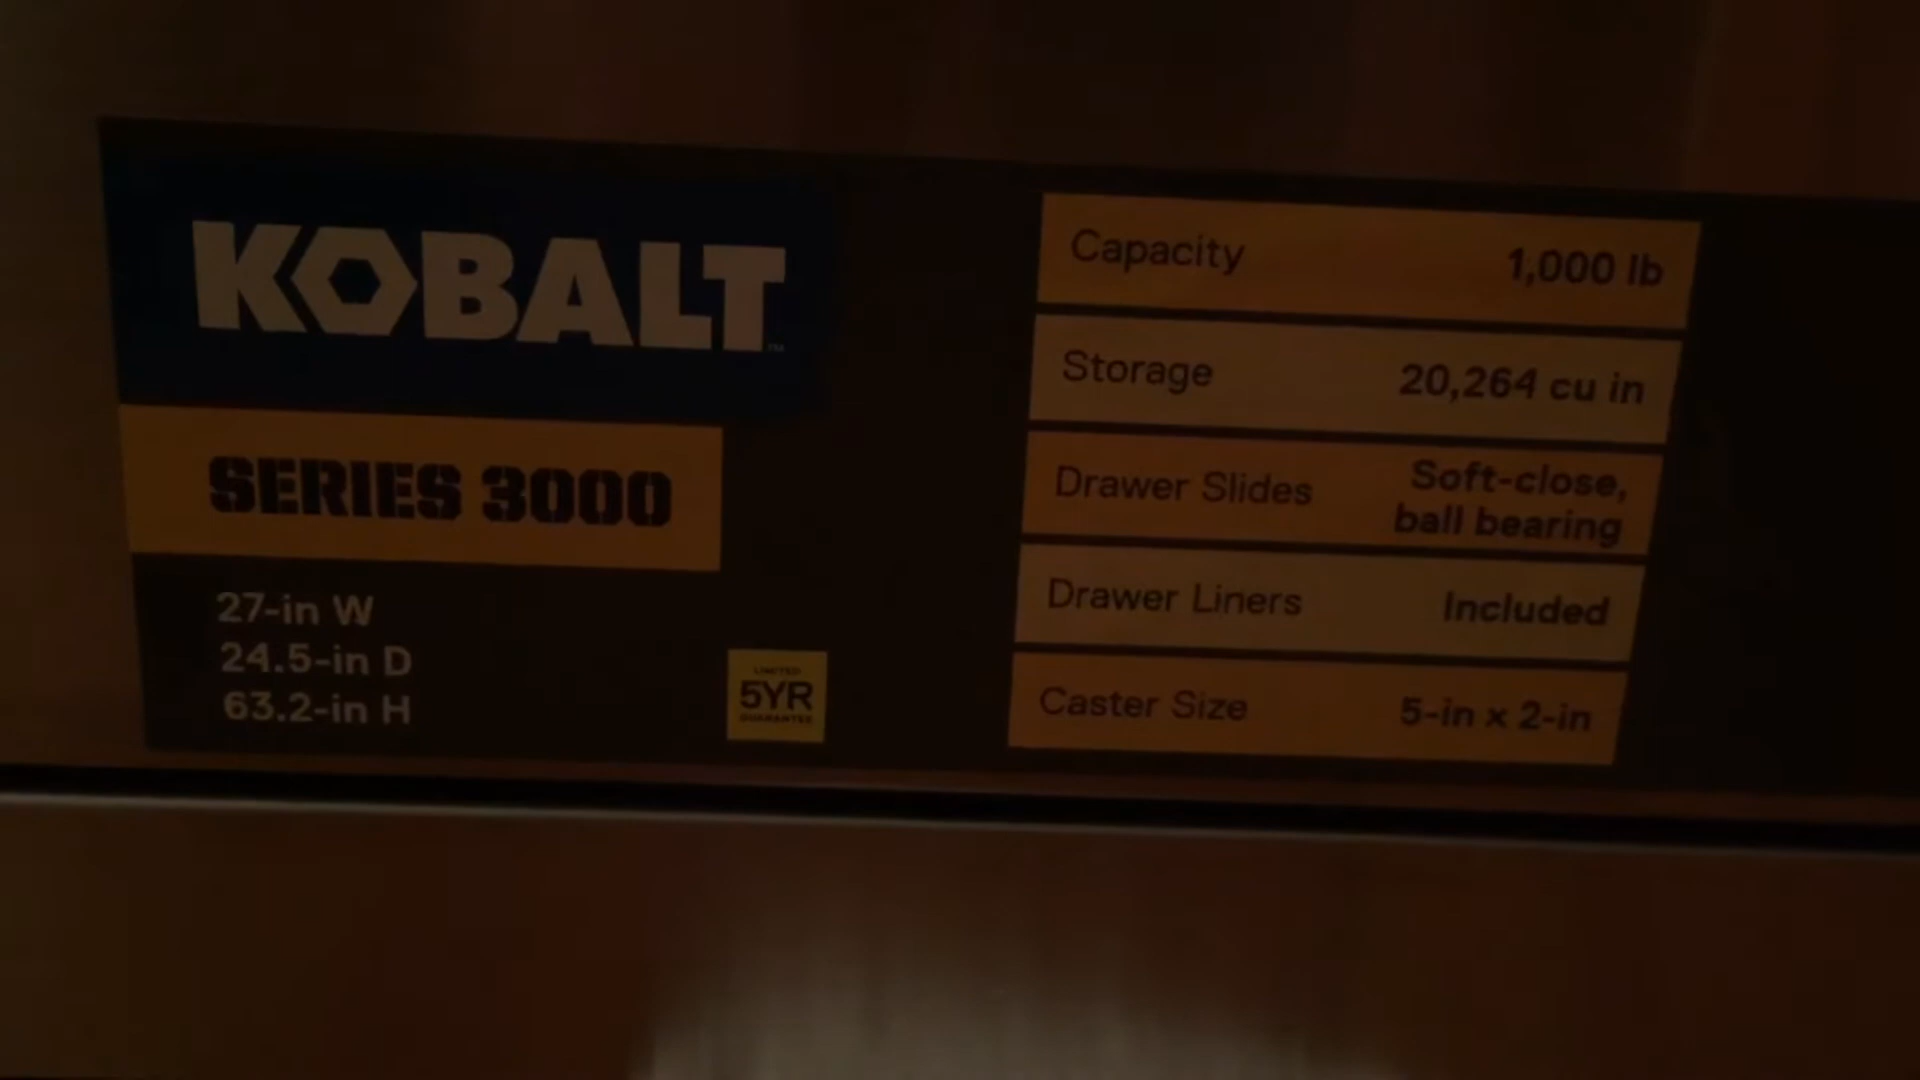 KOBALT™
SERIES 3000
27-in W
24.5-in D
63.2-in H
LIMITED
5YR
GUARANTEE
Capacity 1,000 lb
Storage 20,264 cu in
Drawer Slides Soft-close,
ball bearing
Drawer Liners Included
Caster Size 5-in x 2-in